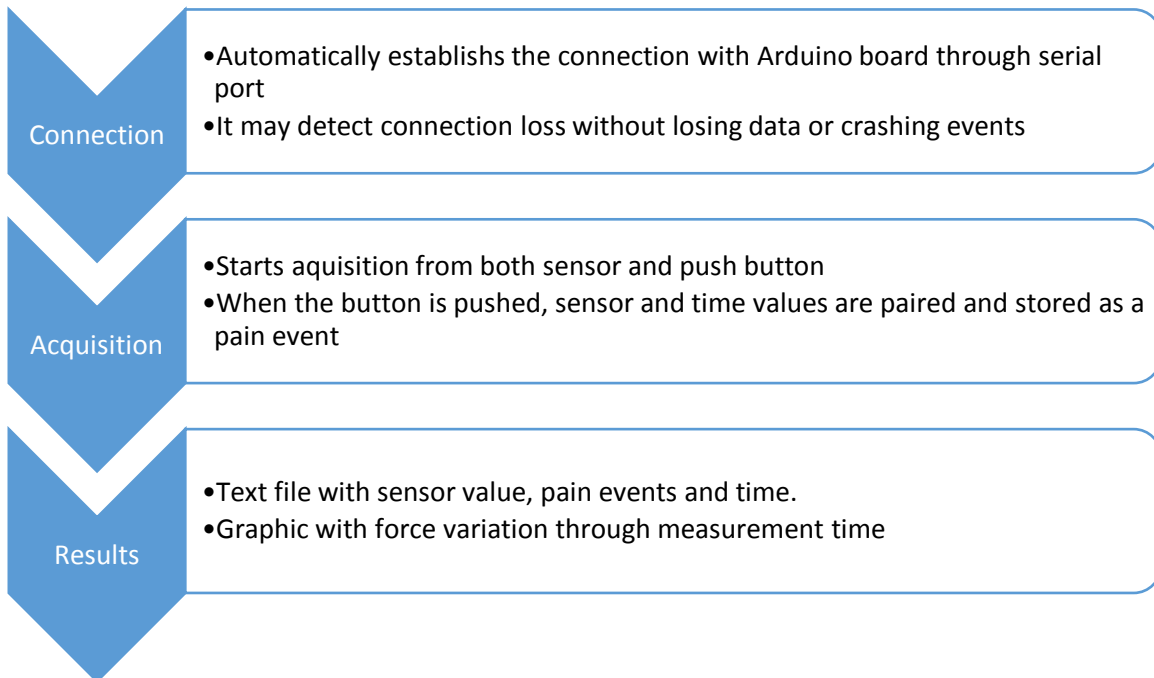 Connection
•Automatically establishs the connection with Arduino board through serial
port
•It may detect connection loss without losing data or crashing events
Acquisition
•Starts aquisition from both sensor and push button
•When the button is pushed, sensor and time values are paired and stored as a
pain event
Results
•Text file with sensor value, pain events and time.
•Graphic with force variation through measurement time